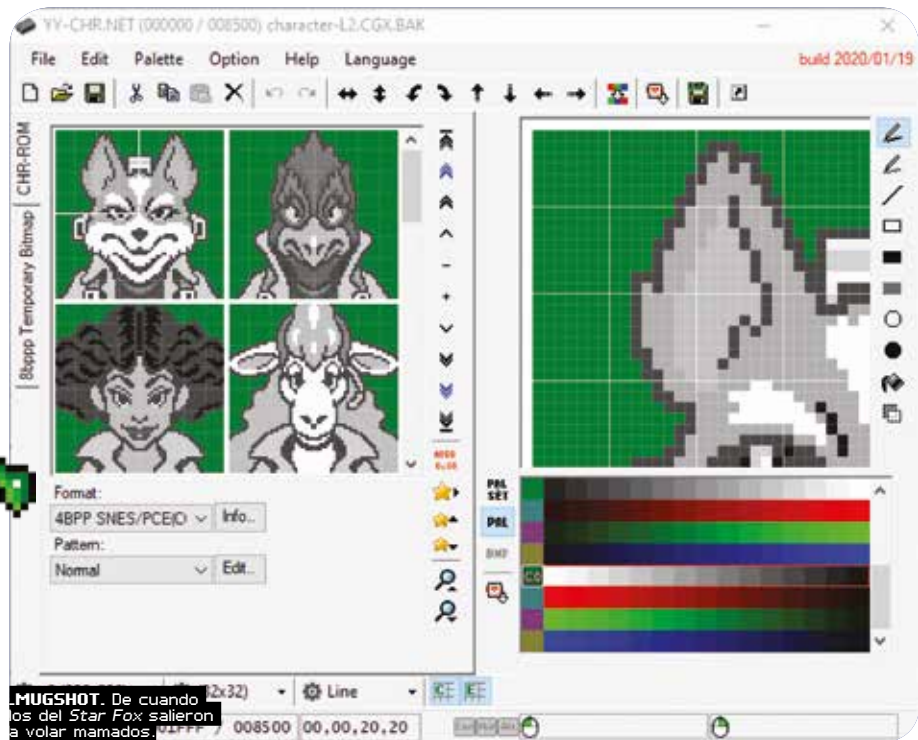 YY-CHR.NET (000000 / 008500) character-L2.CGX.BAK
File Edit Palette Option Help Language
build 2020/01/19
CHR-ROM
8bppp Temporary Bitmap
Format:
4BPP SNES/PCE(O
Info..
Pattern:
Normal
Edit..
PAL
SET
PAL
BMP
32x32)
Line
MUGSHOT. De cuando
los del Star Fox salieron
a volar mamados.
01FFF / 008500
00,00,20,20